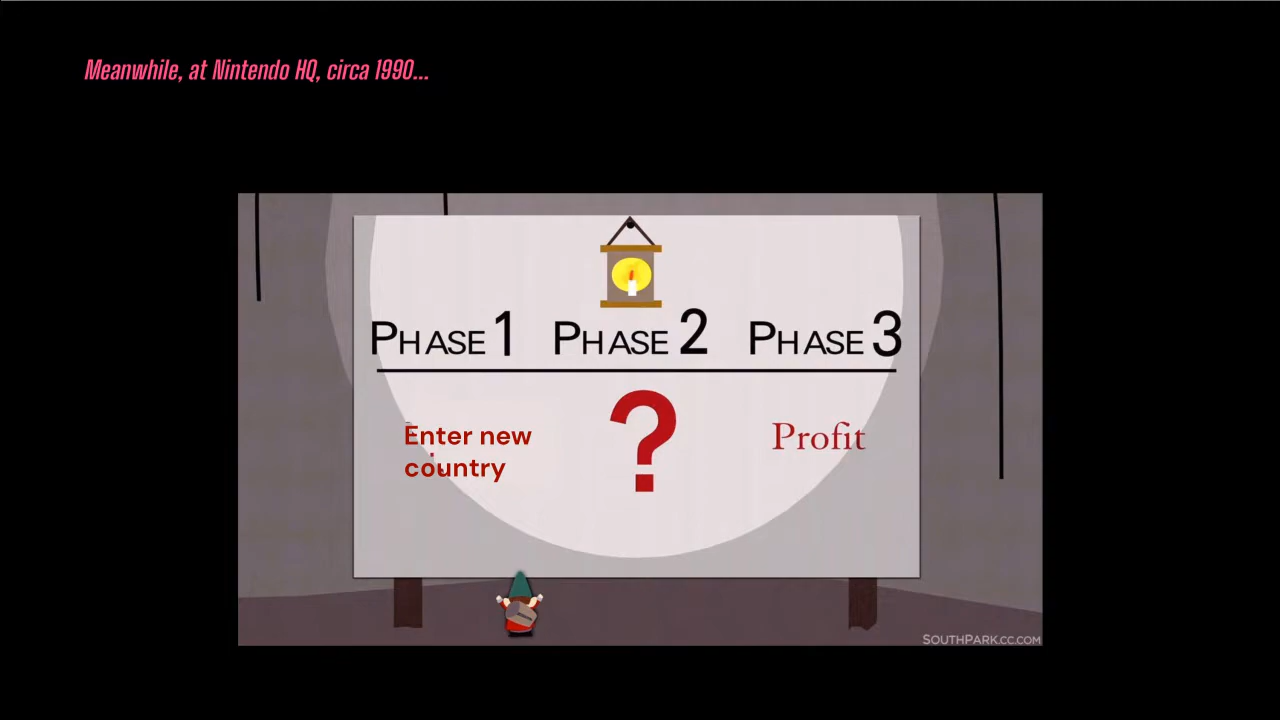 Meanwhile, at Nintendo HQ, circa 1990...
PHASE 1 PHASE 2 PHASE 3
Enter new
country
?
Profit
SOUTHPARK.CC.COM